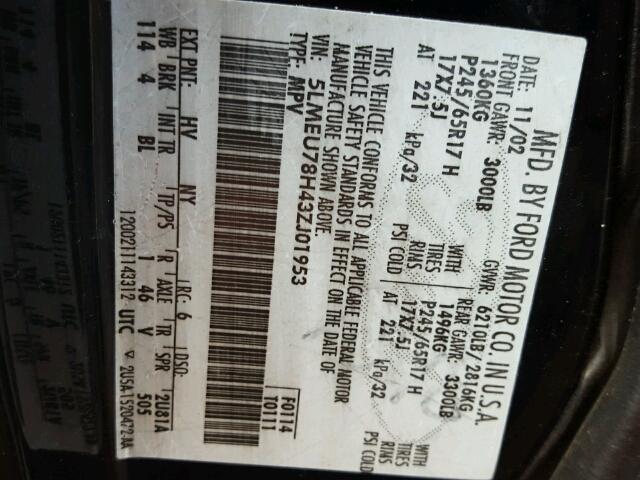 MFD. BY FORD MOTOR CO. IN U.S.A.
DATE: 11/02 GVWR: 6210LB/2816KG
FRONT GAWR: 3000LB REAR GAWR: 3300LB
1360KG WITH 1496KG WITH
P245/65R17 H TIRES P245/65R17 H TIRES
17X7.5J RIMS 17X7.5J RIMS
AT 221 kPa/32 PSI COLD AT 221 kPa/32 PSI COLD
THIS VEHICLE CONFORMS TO ALL APPLICABLE FEDERAL MOTOR
VEHICLE SAFETY STANDARDS IN EFFECT ON THE DATE OF
MANUFACTURE SHOWN ABOVE.
VIN: 5LMEU78H43ZJ01953 F0114
TYPE: MPV T0111
EXT PNT: HV NY RC: 6 DSO:
WB BRK INT TR TP/PS R AXLE TR SPR 12U81A
114 4 BL 1 46 V 505
12002111143312 UTC